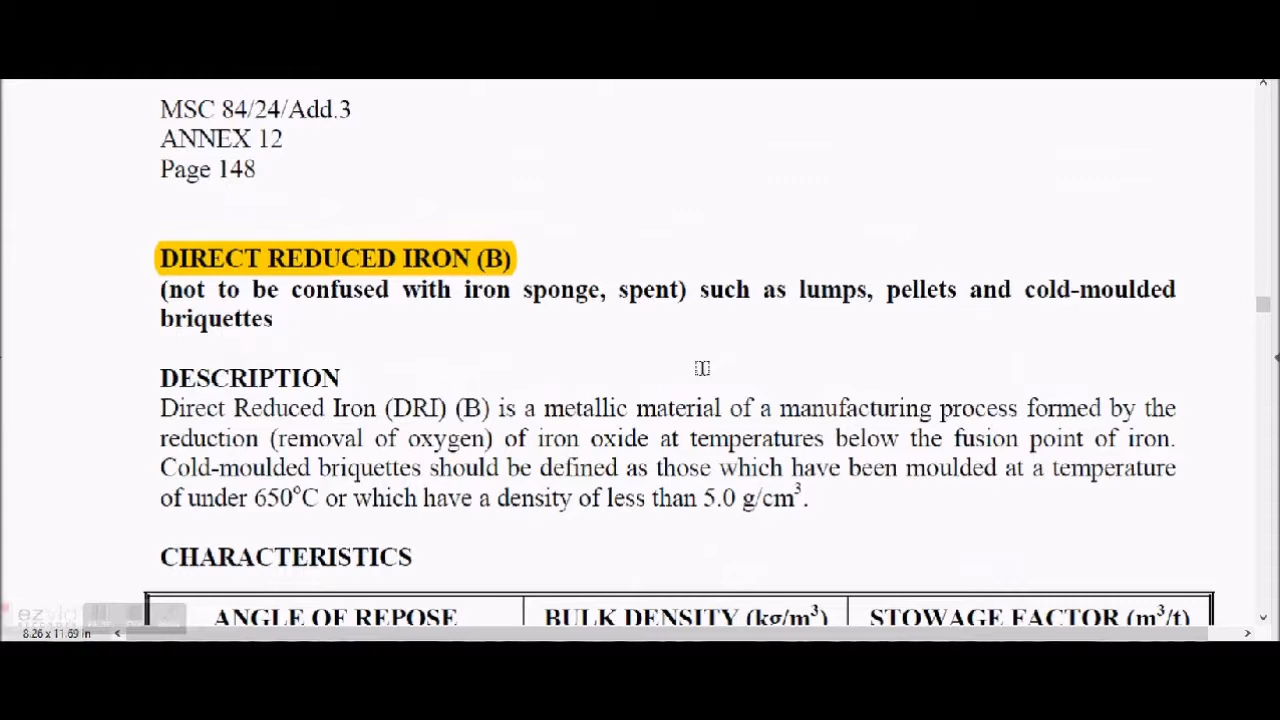 MSC 84/24/Add.3
ANNEX 12
Page 148
DIRECT REDUCED IRON (B)
(not to be confused with iron sponge, spent) such as lumps, pellets and cold-moulded
briquettes
DESCRIPTION
Direct Reduced Iron (DRI) (B) is a metallic material of a manufacturing process formed by the
reduction (removal of oxygen) of iron oxide at temperatures below the fusion point of iron.
Cold-moulded briquettes should be defined as those which have been moulded at a temperature
of under 650°C or which have a density of less than 5.0 g/cm³.
CHARACTERISTICS
ANGLE OF REPOSE BULK DENSITY (kg/m³) STOWAGE FACTOR (m³/t)
8.26 x 11.69 in